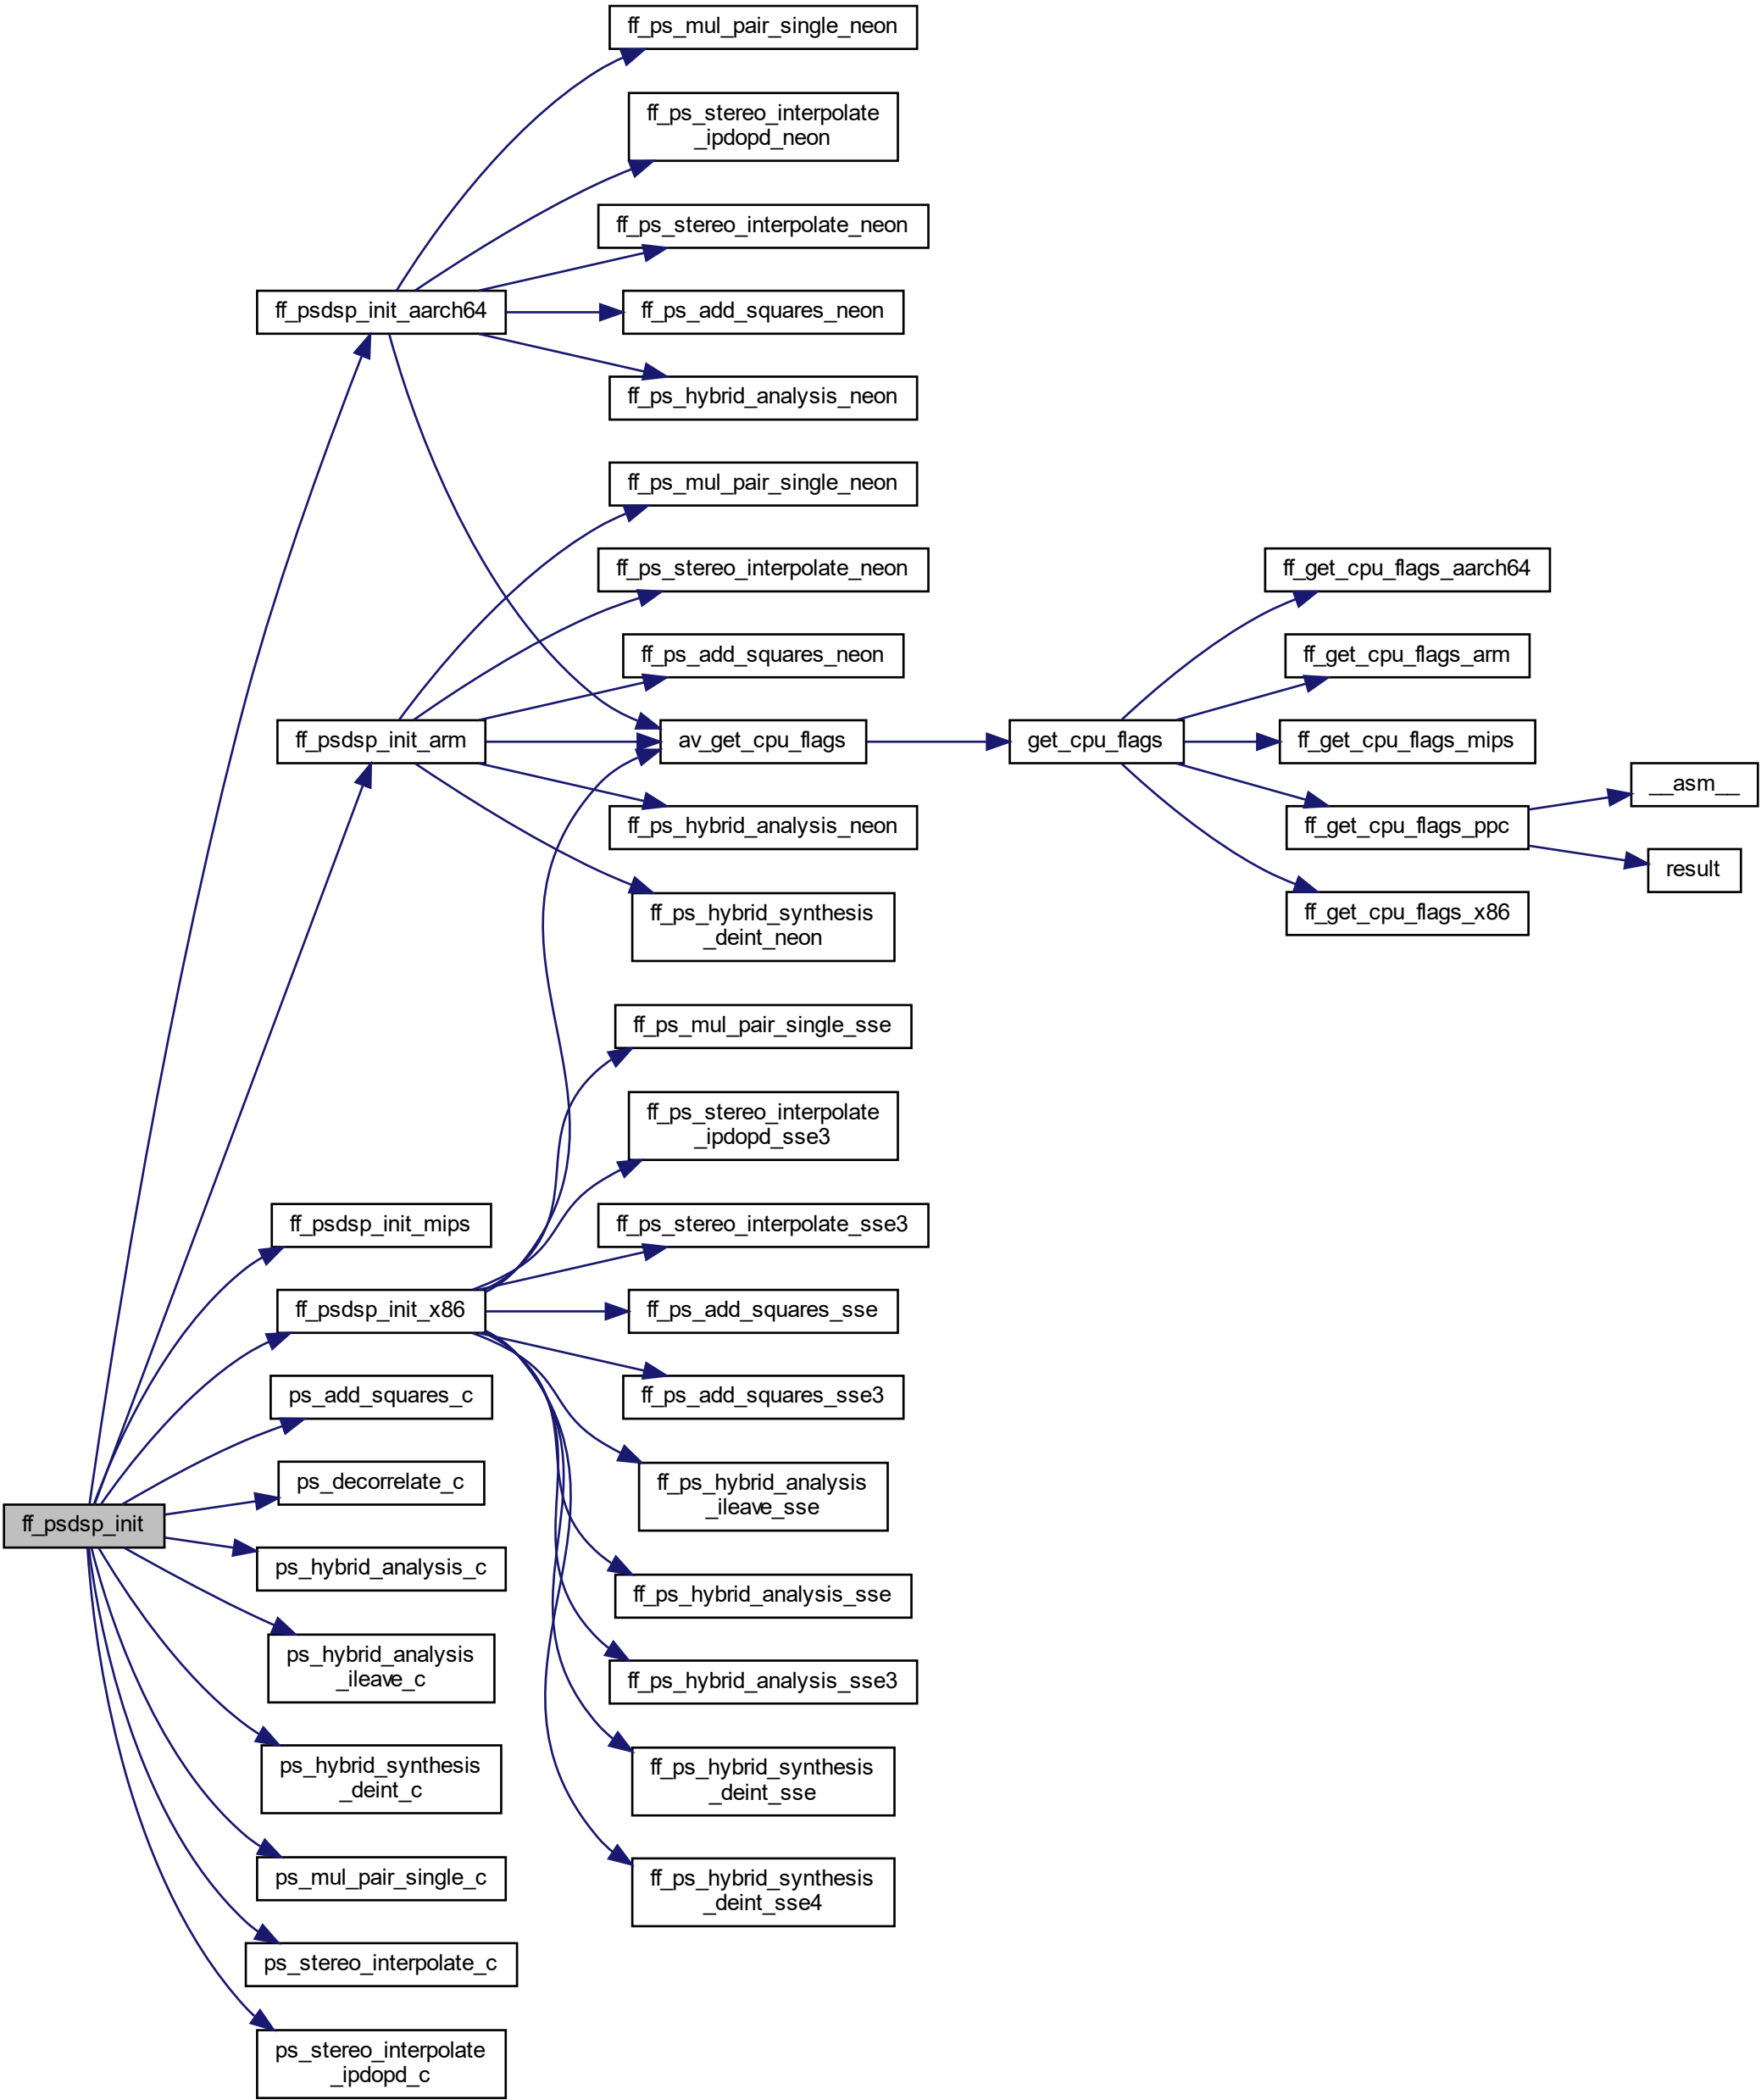 ff_psdsp_init
ff_psdsp_init_aarch64
ff_psdsp_init_arm
ff_psdsp_init_mips
ff_psdsp_init_x86
ps_add_squares_c
ps_decorrelate_c
ps_hybrid_analysis_c
ps_hybrid_analysis
_ileave_c
ps_hybrid_synthesis
_deint_c
ps_mul_pair_single_c
ps_stereo_interpolate_c
ps_stereo_interpolate
_ipdopd_c
ff_ps_mul_pair_single_neon
ff_ps_stereo_interpolate
_ipdopd_neon
ff_ps_stereo_interpolate_neon
ff_ps_add_squares_neon
ff_ps_hybrid_analysis_neon
ff_ps_mul_pair_single_neon
ff_ps_stereo_interpolate_neon
ff_ps_add_squares_neon
av_get_cpu_flags
ff_ps_hybrid_analysis_neon
ff_ps_hybrid_synthesis
_deint_neon
ff_ps_mul_pair_single_sse
ff_ps_stereo_interpolate
_ipdopd_sse3
ff_ps_stereo_interpolate_sse3
ff_ps_add_squares_sse
ff_ps_add_squares_sse3
ff_ps_hybrid_analysis
_ileave_sse
ff_ps_hybrid_analysis_sse
ff_ps_hybrid_analysis_sse3
ff_ps_hybrid_synthesis
_deint_sse
ff_ps_hybrid_synthesis
_deint_sse4
get_cpu_flags
ff_get_cpu_flags_aarch64
ff_get_cpu_flags_arm
ff_get_cpu_flags_mips
ff_get_cpu_flags_ppc
ff_get_cpu_flags_x86
__asm__
result